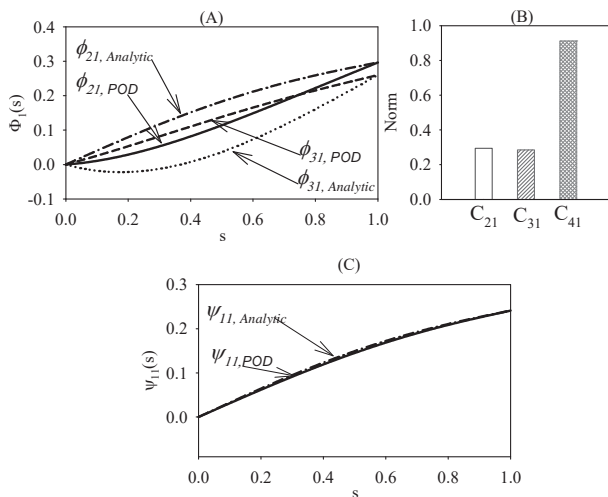 (A)
(B)
0.4
0.3
0.2
0.1
0.0
-0.1
Φ1(s)
ϕ21, Analytic
ϕ21, POD
ϕ31, POD
ϕ31, Analytic
0.0 0.2 0.4 0.6 0.8 1.0
s
1.0
0.8
0.6
0.4
0.2
0.0
Norm
C21 C31 C41
(C)
0.3
0.2
0.1
0.0
ψ11(s)
ψ11, Analytic
ψ11,POD
0.0 0.2 0.4 0.6 0.8 1.0
s